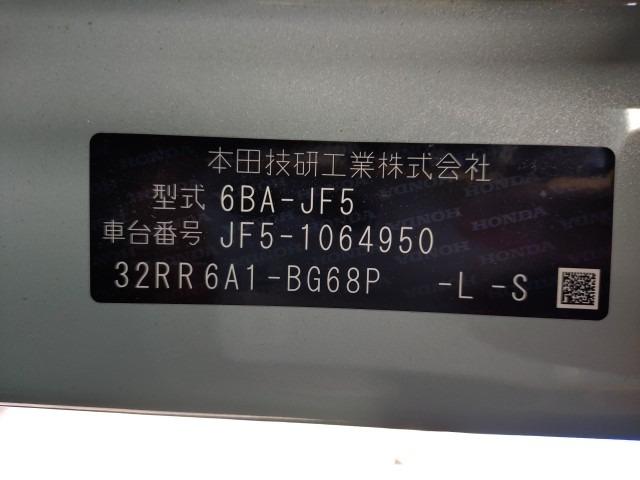 本田技研工業株式会社
型式 6BA-JF5
車台番号 JF5-1064950
32RR6A1-BG68P -L -S